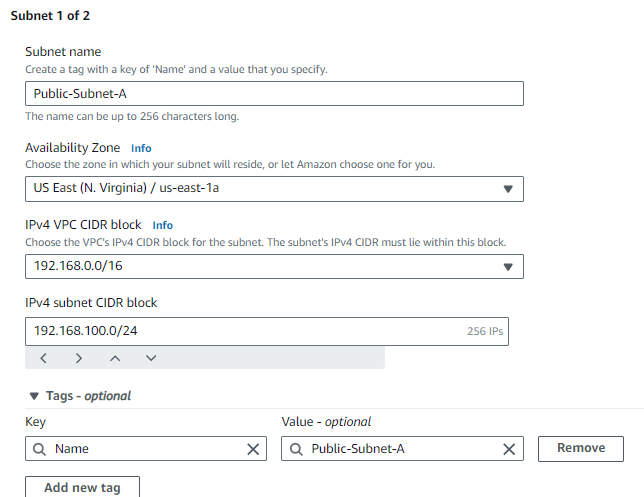 Subnet 1 of 2
Subnet name
Create a tag with a key of 'Name' and a value that you specify.
Public-Subnet-A
The name can be up to 256 characters long.
Availability Zone Info
Choose the zone in which your subnet will reside, or let Amazon choose one for you.
US East (N. Virginia) / us-east-1a
IPv4 VPC CIDR block Info
Choose the VPC's IPv4 CIDR block for the subnet. The subnet's IPv4 CIDR must lie within this block.
192.168.0.0/16
IPv4 subnet CIDR block
192.168.100.0/24 256 IPs
Tags - optional
Key Value - optional
Name Public-Subnet-A Remove
Add new tag